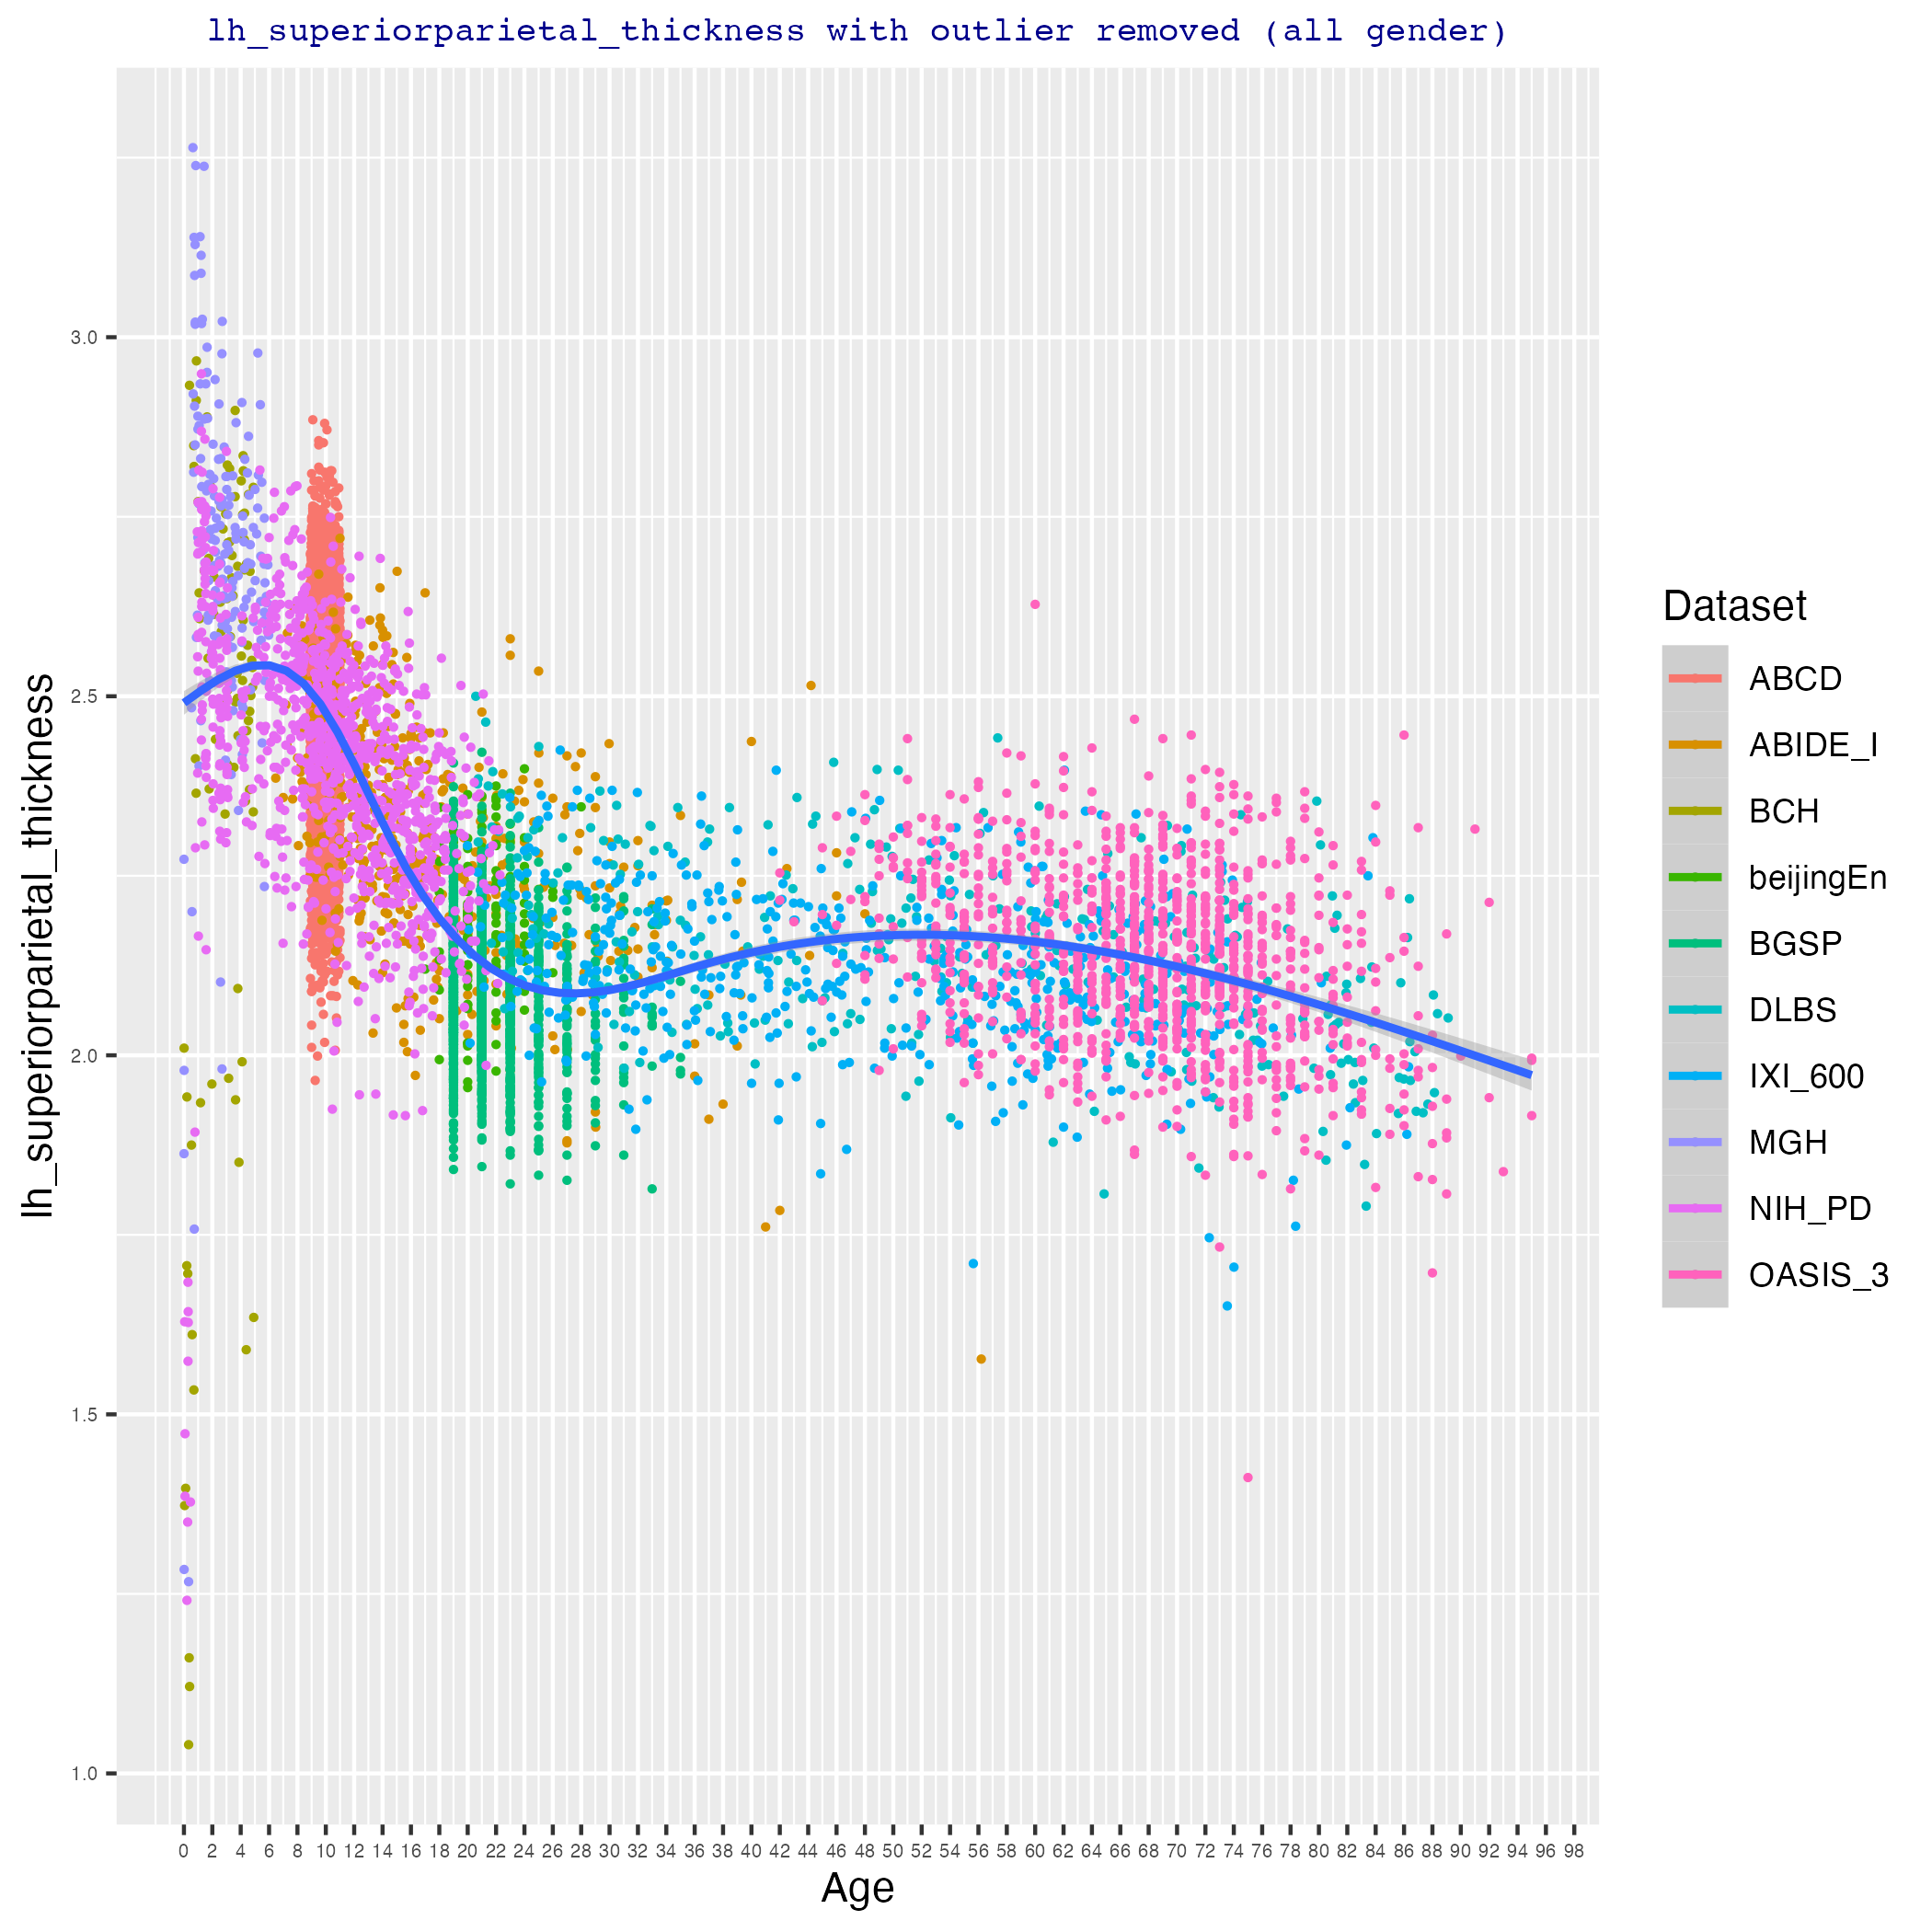 lh_superiorparietal_thickness with outlier removed (all gender)
lh_superiorparietal_thickness
3.0
2.5
2.0
1.5
1.0
0 2 4 6 8 10 12 14 16 18 20 22 24 26 28 30 32 34 36 38 40 42 44 46 48 50 52 54 56 58 60 62 64 66 68 70 72 74 76 78 80 82 84 86 88 90 92 94 96 98
Age
Dataset
ABCD
ABIDE_I
BCH
beijingEn
BGSP
DLBS
IXI_600
MGH
NIH_PD
OASIS_3